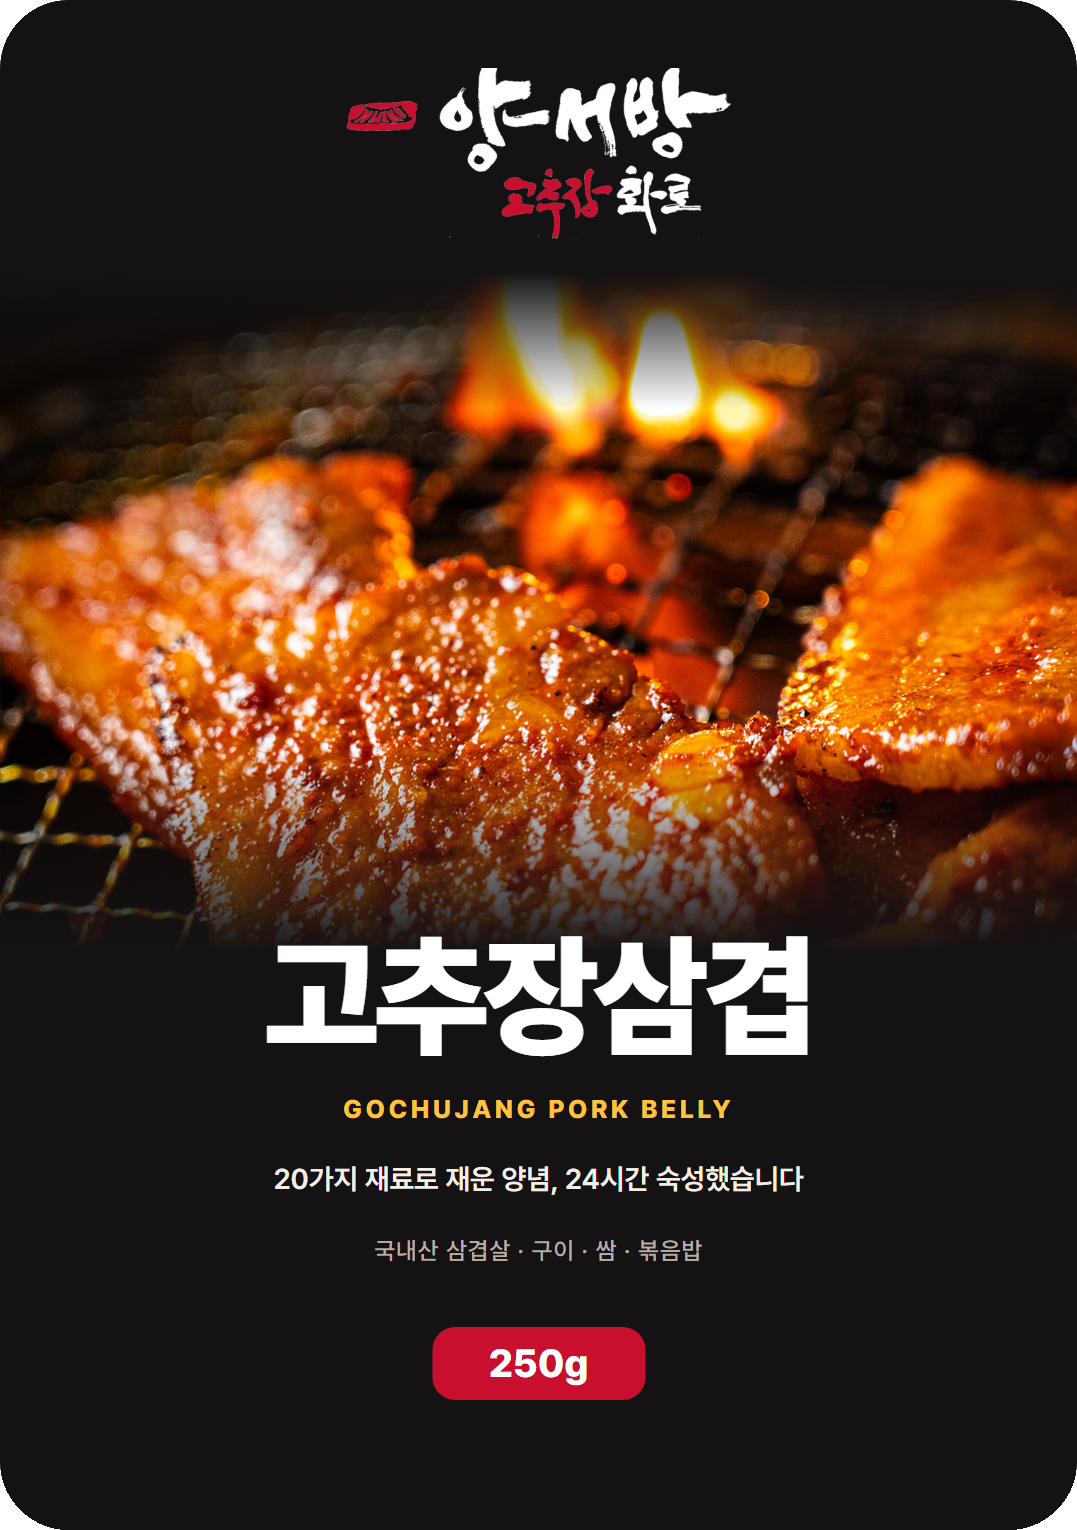 양서방
고추장 화로
고추장삼겹
GOCHUJANG PORK BELLY
20가지 재료로 재운 양념, 24시간 숙성했습니다
국내산 삼겹살 · 구이 · 쌈 · 볶음밥
250g